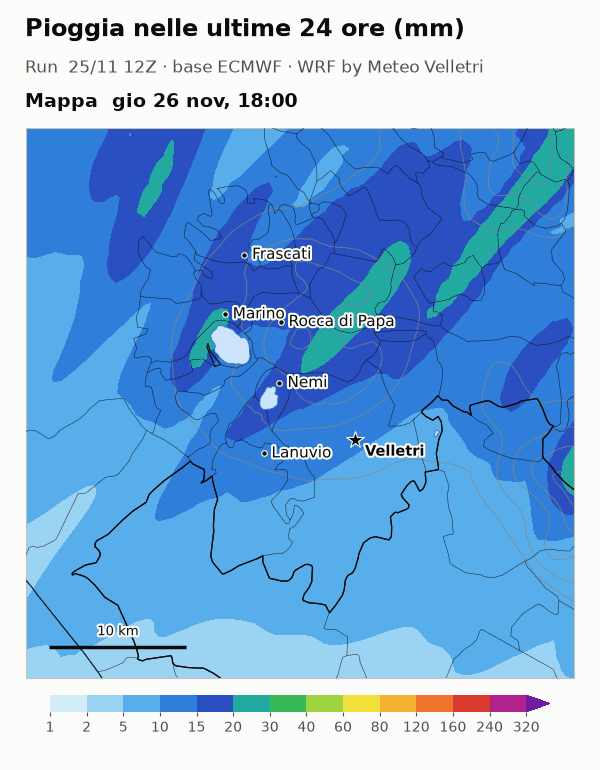 Pioggia nelle ultime 24 ore (mm)
Run  25/11 12Z · base ECMWF · WRF by Meteo Velletri
Mappa  gio 26 nov, 18:00
Frascati
Marino
Rocca di Papa
Nemi
Velletri
Lanuvio
10 km
1 2 5 10 15 20 30 40 60 80 120 160 240 320